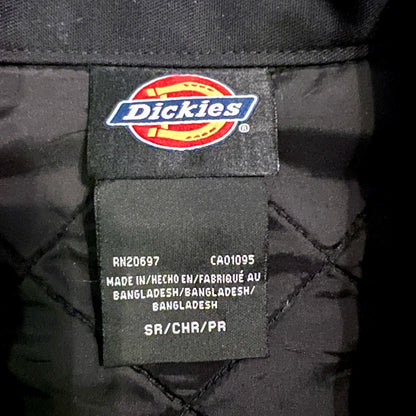 Dickies
®
RN20697 CA01095
MADE IN/HECHO EN/FABRIQUÉ AU
BANGLADESH/BANGLADESH/
BANGLADESH
SR/CHR/PR